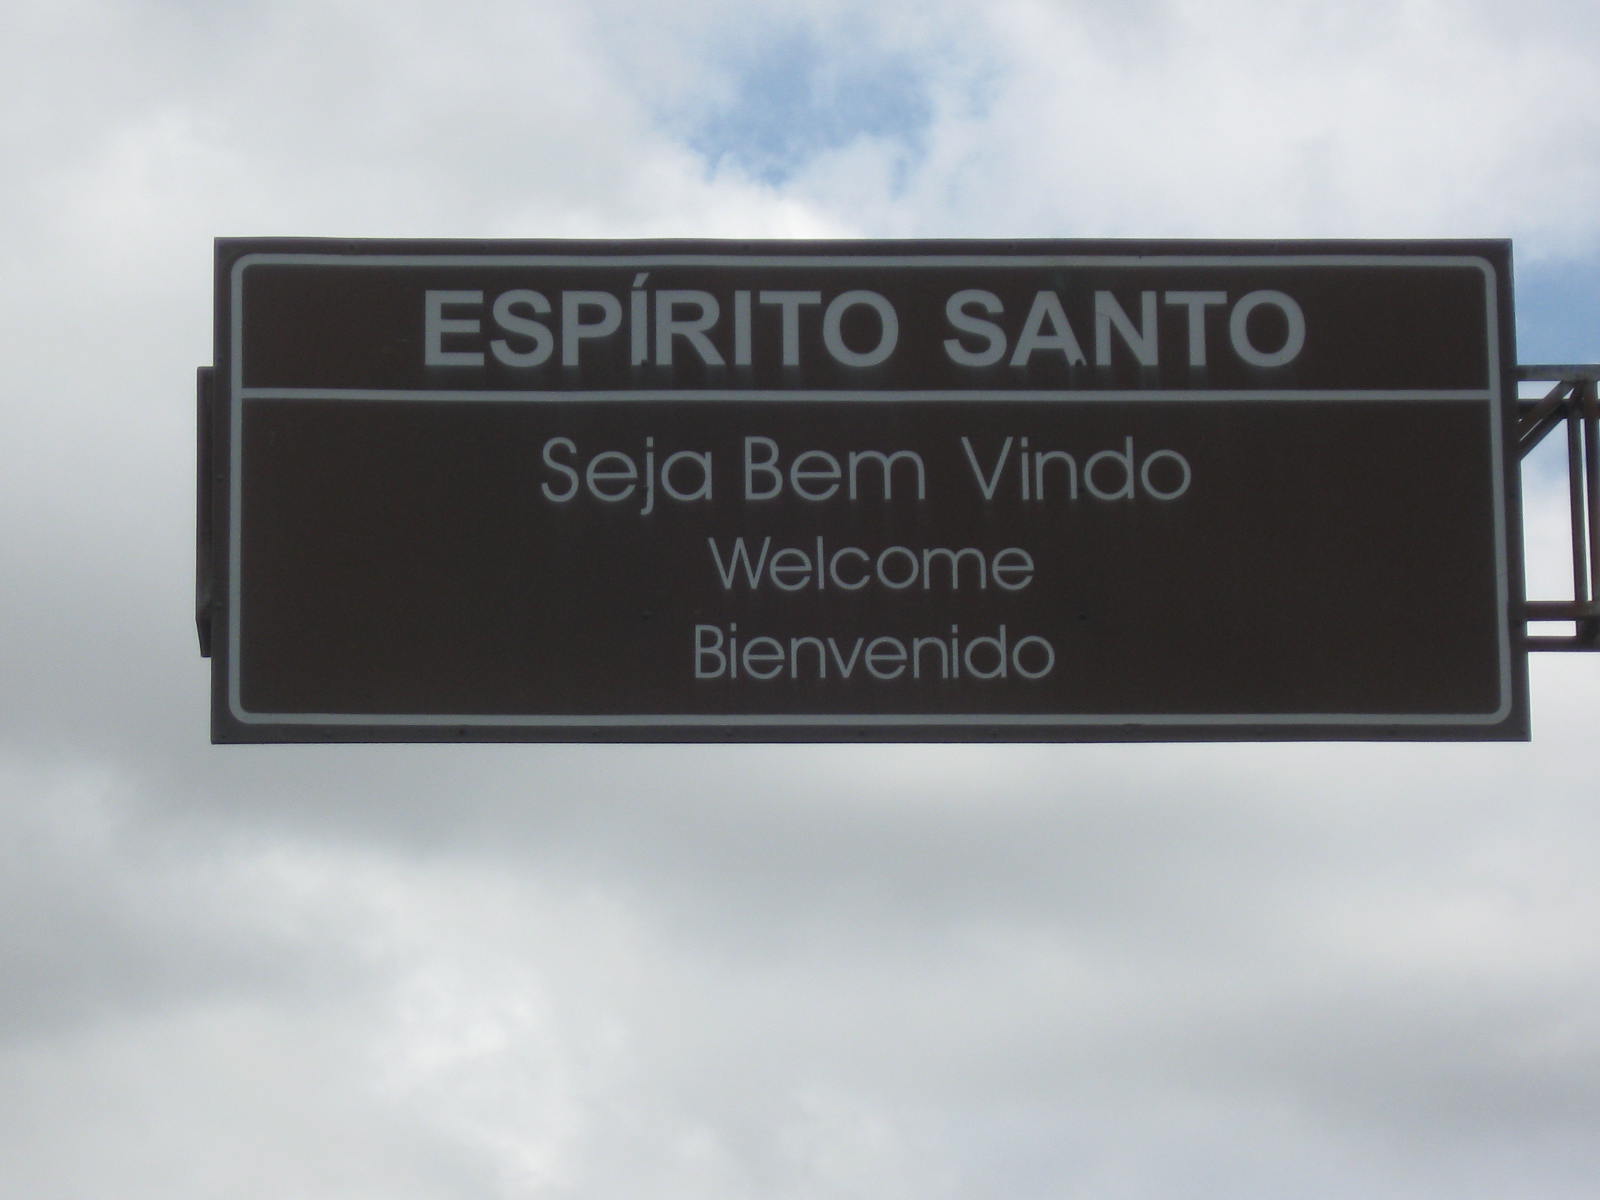 ESPÍRITO SANTO
Seja Bem Vindo
Welcome
Bienvenido